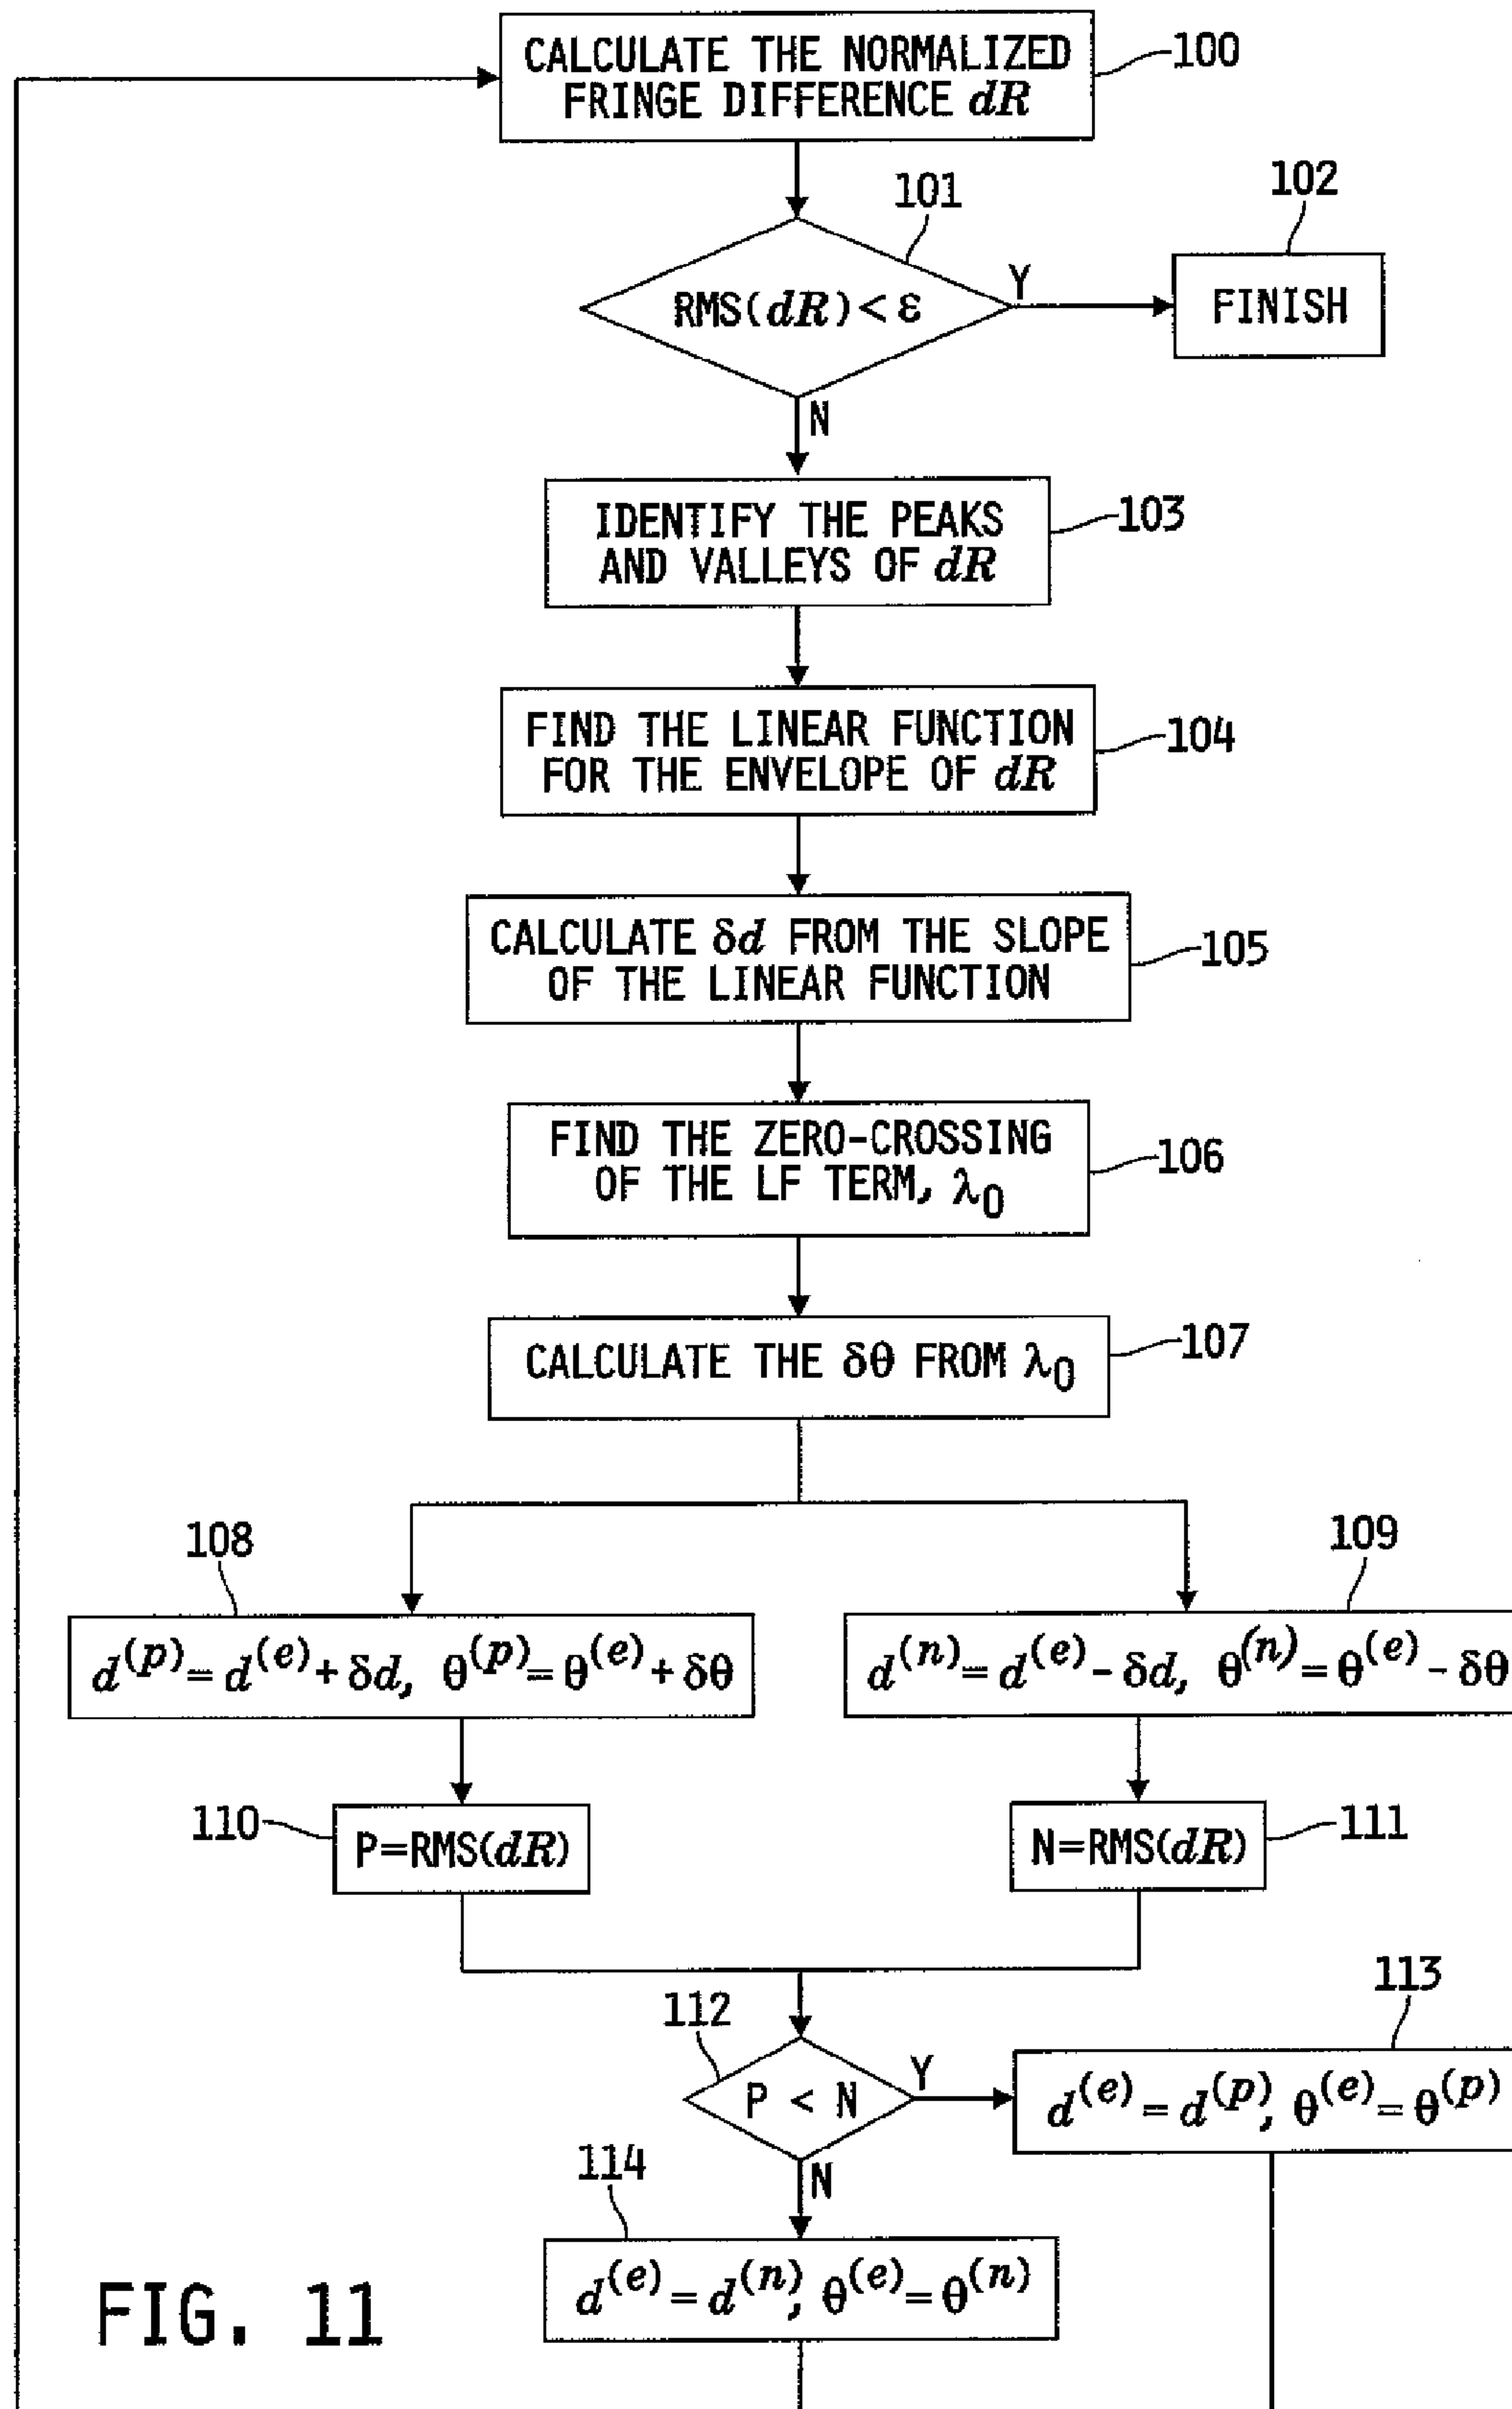 CALCULATE THE NORMALIZED
FRINGE DIFFERENCE dR
100
101
102
RMS(dR) < ε
Y
FINISH
N
IDENTIFY THE PEAKS
AND VALLEYS OF dR
103
FIND THE LINEAR FUNCTION
FOR THE ENVELOPE OF dR
104
CALCULATE δd FROM THE SLOPE
OF THE LINEAR FUNCTION
105
FIND THE ZERO-CROSSING
OF THE LF TERM, λ0
106
CALCULATE THE δθ FROM λ0
107
108
109
d(p) = d(e) + δd, θ(p) = θ(e) + δθ
d(n) = d(e) - δd, θ(n) = θ(e) - δθ
110
P=RMS(dR)
N=RMS(dR)
111
112
113
P < N
Y
d(e) = d(p), θ(e) = θ(p)
N
114
d(e) = d(n), θ(e) = θ(n)
FIG. 11